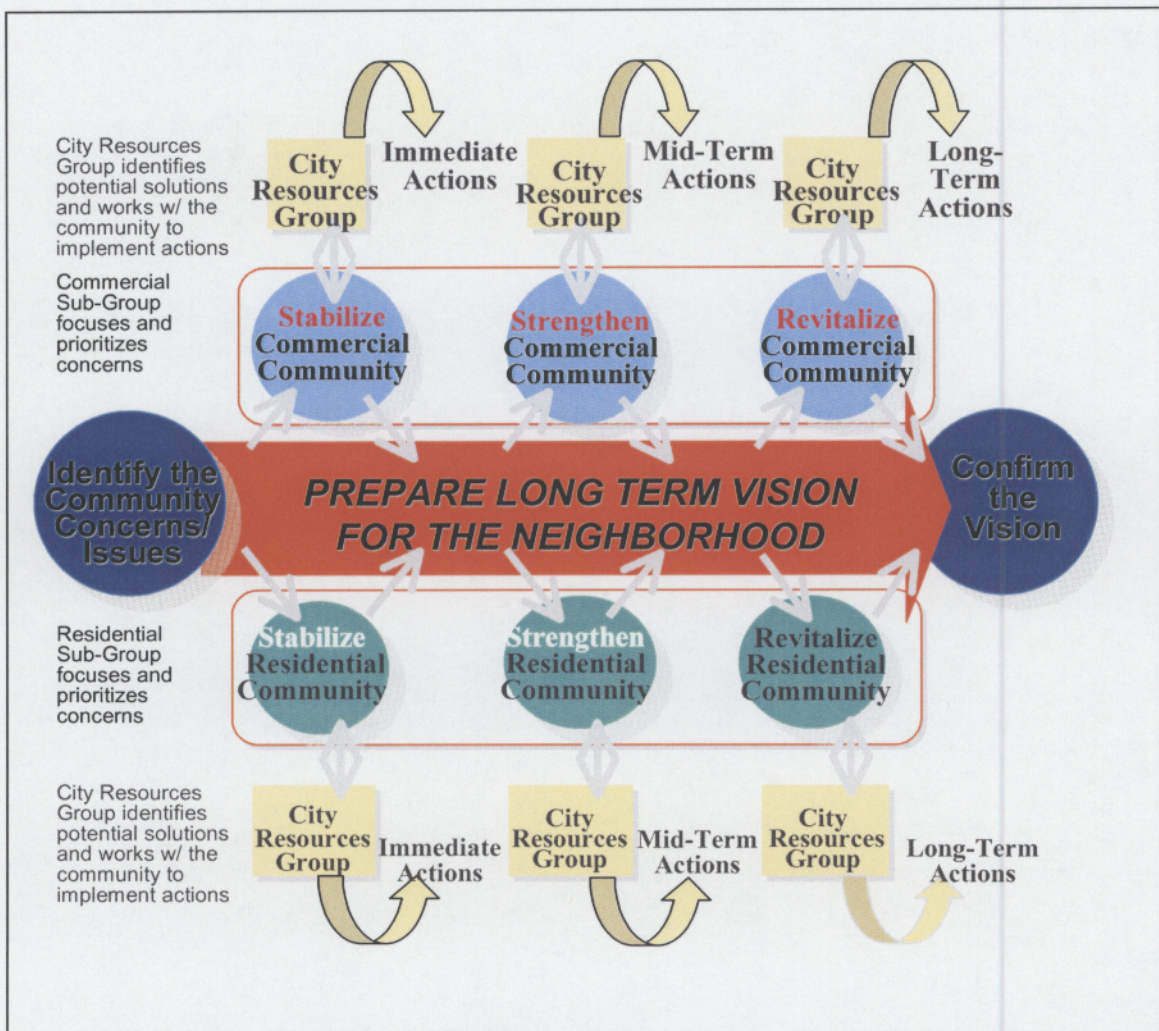 City Resources
Group identifies
potential solutions
and works w/ the
community to
implement actions
City
Resources
Group
Immediate
Actions
City
Resources
Group
Mid-Term
Actions
City
Resources
Group
Long-
Term
Actions
Commercial
Sub-Group
focuses and
prioritizes
concerns
Stabilize
Commercial
Community
Strengthen
Commercial
Community
Revitalize
Commercial
Community
Identify the
Community
Concerns/
Issues
PREPARE LONG TERM VISION
FOR THE NEIGHBORHOOD
Confirm
the
Vision
Residential
Sub-Group
focuses and
prioritizes
concerns
Stabilize
Residential
Community
Strengthen
Residential
Community
Revitalize
Residential
Community
City Resources
Group identifies
potential solutions
and works w/ the
community to
implement actions
City
Resources
Group
Immediate
Actions
City
Resources
Group
Mid-Term
Actions
City
Resources
Group
Long-Term
Actions